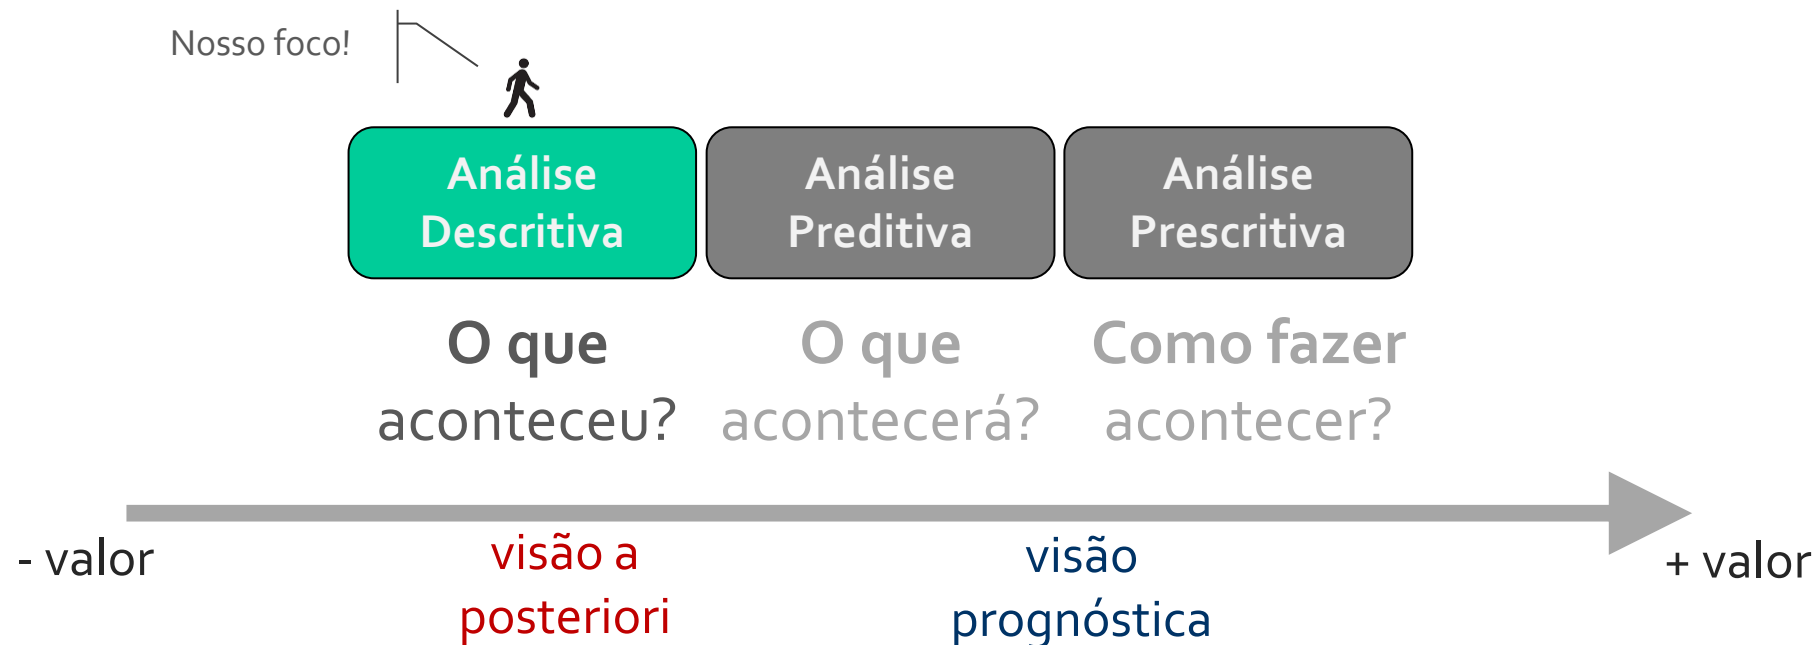 Nosso foco!
Análise
Descritiva
Análise
Preditiva
Análise
Prescritiva
O que
aconteceu?
O que
acontecerá?
Como fazer
acontecer?
- valor
visão a
posteriori
visão
prognóstica
+ valor